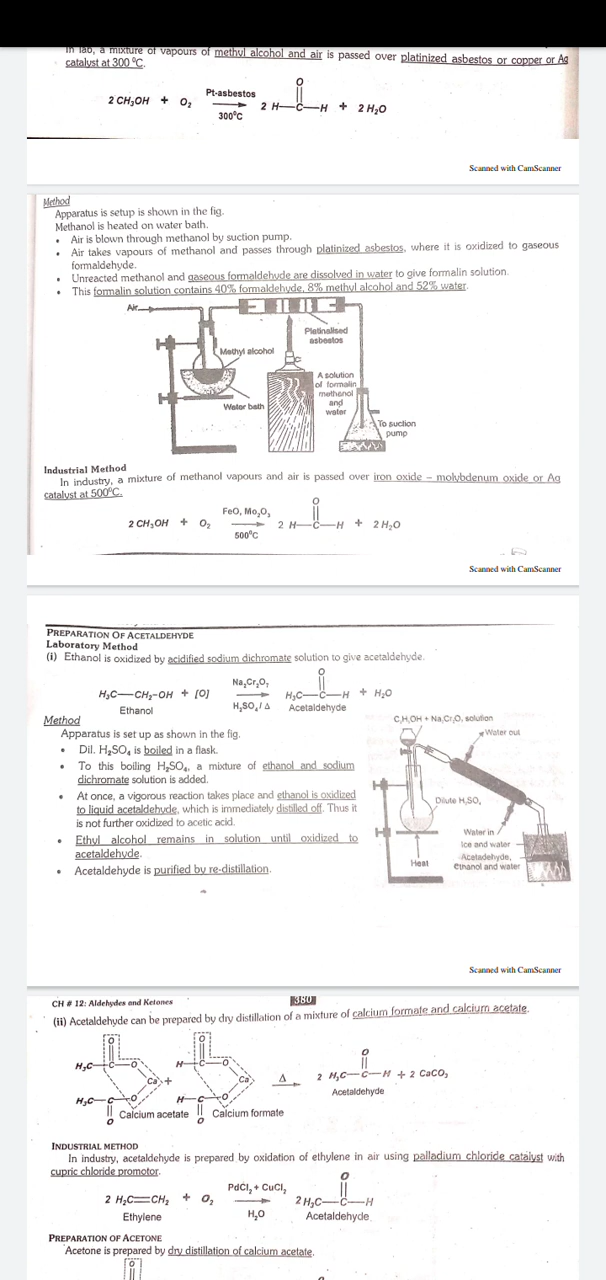 In lab, a mixture of vapours of methyl alcohol and air is passed over platinized asbestos or copper or Ag
catalyst at 300 °C.
O
2 CH₃OH + O₂ Pt-asbestos 300°C 2 H—C—H + 2 H₂O
Scanned with CamScanner
Method
Apparatus is setup is shown in the fig.
Methanol is heated on water bath.
• Air is blown through methanol by suction pump.
• Air takes vapours of methanol and passes through platinized asbestos, where it is oxidized to gaseous
formaldehyde.
• Unreacted methanol and gaseous formaldehyde are dissolved in water to give formalin solution.
• This formalin solution contains 40% formaldehyde, 8% methyl alcohol and 52% water.
Air
Platinalised
asbestos
Methyl alcohol
A solution
of formalin
methanol
and
water
Water bath
To suction
pump
Industrial Method
In industry, a mixture of methanol vapours and air is passed over iron oxide – molybdenum oxide or Ag
catalyst at 500°C.
O
2 CH₃OH + O₂ FeO, Mo₂O₃ 500°C 2 H—C—H + 2 H₂O
Scanned with CamScanner
PREPARATION OF ACETALDEHYDE
Laboratory Method
(i) Ethanol is oxidized by acidified sodium dichromate solution to give acetaldehyde.
O
H₃C—CH₂-OH + [O] Na₂Cr₂O₇ H₂SO₄/ Δ H₃C—C—H + H₂O
Ethanol Acetaldehyde
Method
Apparatus is set up as shown in the fig.
• Dil. H₂SO₄ is boiled in a flask.
• To this boiling H₂SO₄, a mixture of ethanol and sodium
dichromate solution is added.
• At once, a vigorous reaction takes place and ethanol is oxidized
to liquid acetaldehyde, which is immediately distilled off. Thus it
is not further oxidized to acetic acid.
• Ethyl alcohol remains in solution until oxidized to
acetaldehyde.
• Acetaldehyde is purified by re-distillation.
C₂H₅OH + Na₂Cr₂O₇ solution
Water out
Dilute H₂SO₄
Water in
Ice and water
Acetadehyde,
Ethanol and water
Heat
Scanned with CamScanner
CH # 12: Aldehydes and Ketones 380
(ii) Acetaldehyde can be prepared by dry distillation of a mixture of calcium formate and calcium acetate.
O O O
H₃C—C—O H—C—O
Ca + Ca Δ 2 H₃C—C—H + 2 CaCO₃
H₃C—C—O H—C—O Acetaldehyde
O Calcium acetate O Calcium formate
INDUSTRIAL METHOD
In industry, acetaldehyde is prepared by oxidation of ethylene in air using palladium chloride catalyst with
cupric chloride promotor.
O
2 H₂C=CH₂ + O₂ PdCl₂ + CuCl₂ H₂O 2 H₃C—C—H
Ethylene Acetaldehyde
PREPARATION OF ACETONE
Acetone is prepared by dry distillation of calcium acetate.